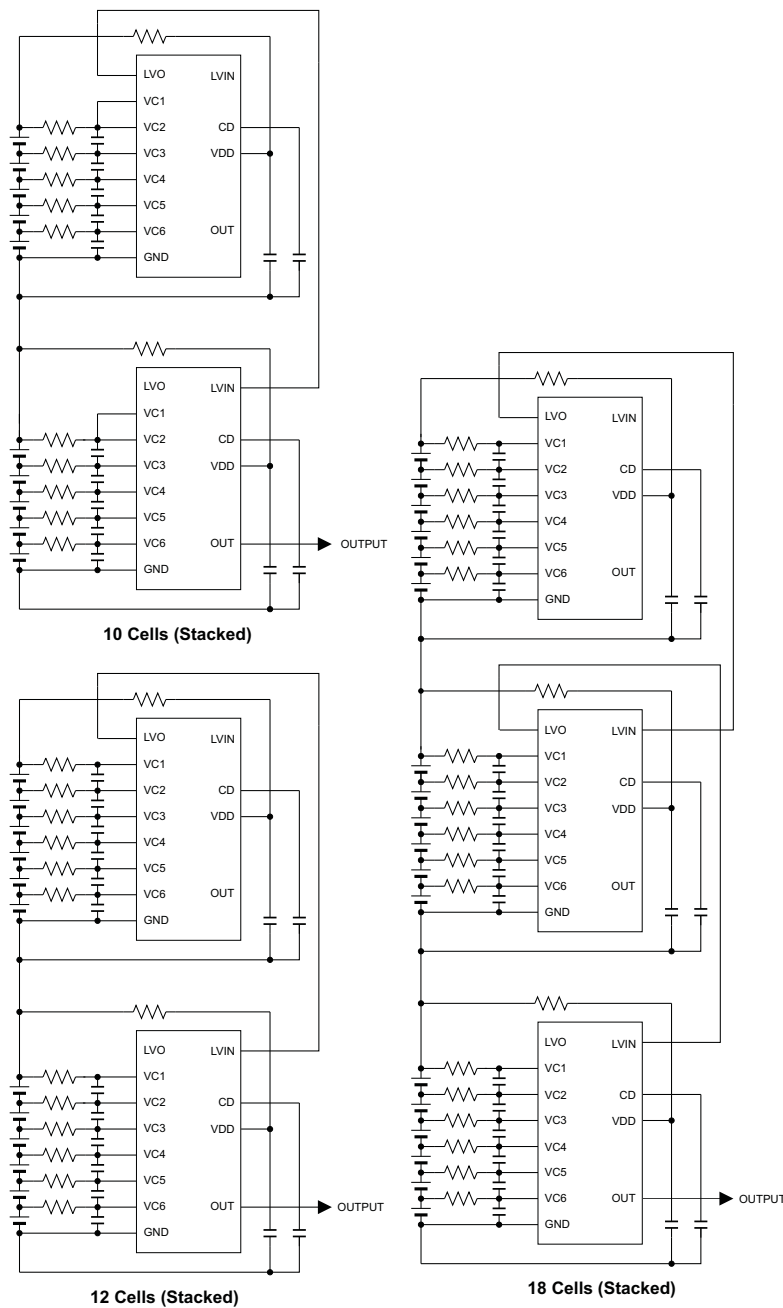 LVO LVIN
VC1
VC2 CD
VC3 VDD
VC4
VC5
VC6 OUT
GND
LVO LVIN
VC1
VC2 CD
VC3 VDD
VC4
VC5
VC6 OUT OUTPUT
GND
10 Cells (Stacked)
LVO LVIN
VC1
VC2 CD
VC3 VDD
VC4
VC5
VC6 OUT
GND
LVO LVIN
VC1
VC2 CD
VC3 VDD
VC4
VC5
VC6 OUT OUTPUT
GND
12 Cells (Stacked)
LVO LVIN
VC1
VC2 CD
VC3 VDD
VC4
VC5
VC6 OUT
GND
LVO LVIN
VC1
VC2 CD
VC3 VDD
VC4
VC5
VC6 OUT
GND
LVO LVIN
VC1
VC2 CD
VC3 VDD
VC4
VC5
VC6 OUT OUTPUT
GND
18 Cells (Stacked)